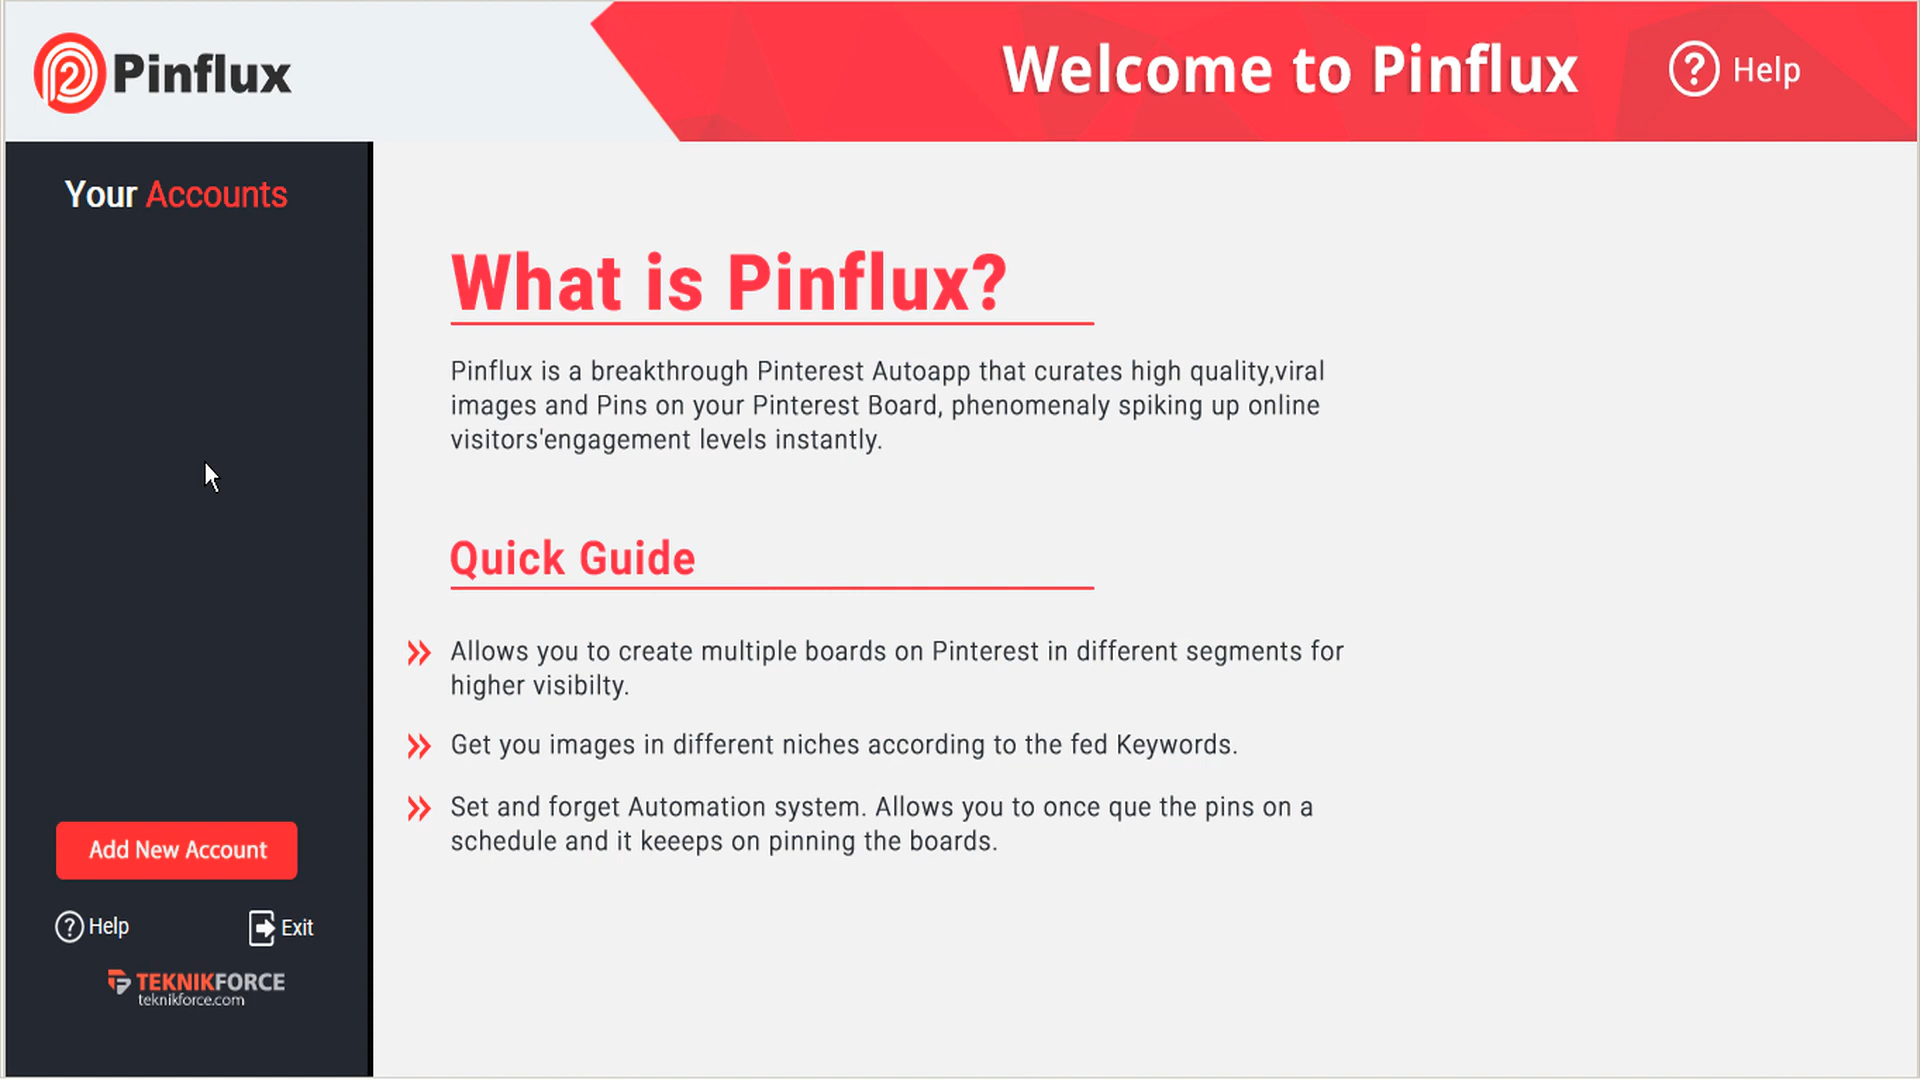 Pinflux
Welcome to Pinflux
Help
Your Accounts
What is Pinflux?
Pinflux is a breakthrough Pinterest Autoapp that curates high quality,viral
images and Pins on your Pinterest Board, phenomenaly spiking up online
visitors'engagement levels instantly.
Quick Guide
Allows you to create multiple boards on Pinterest in different segments for
higher visibilty.
Get you images in different niches according to the fed Keywords.
Set and forget Automation system. Allows you to once que the pins on a
schedule and it keeeps on pinning the boards.
Add New Account
Help
Exit
TEKNIKFORCE
teknikforce.com